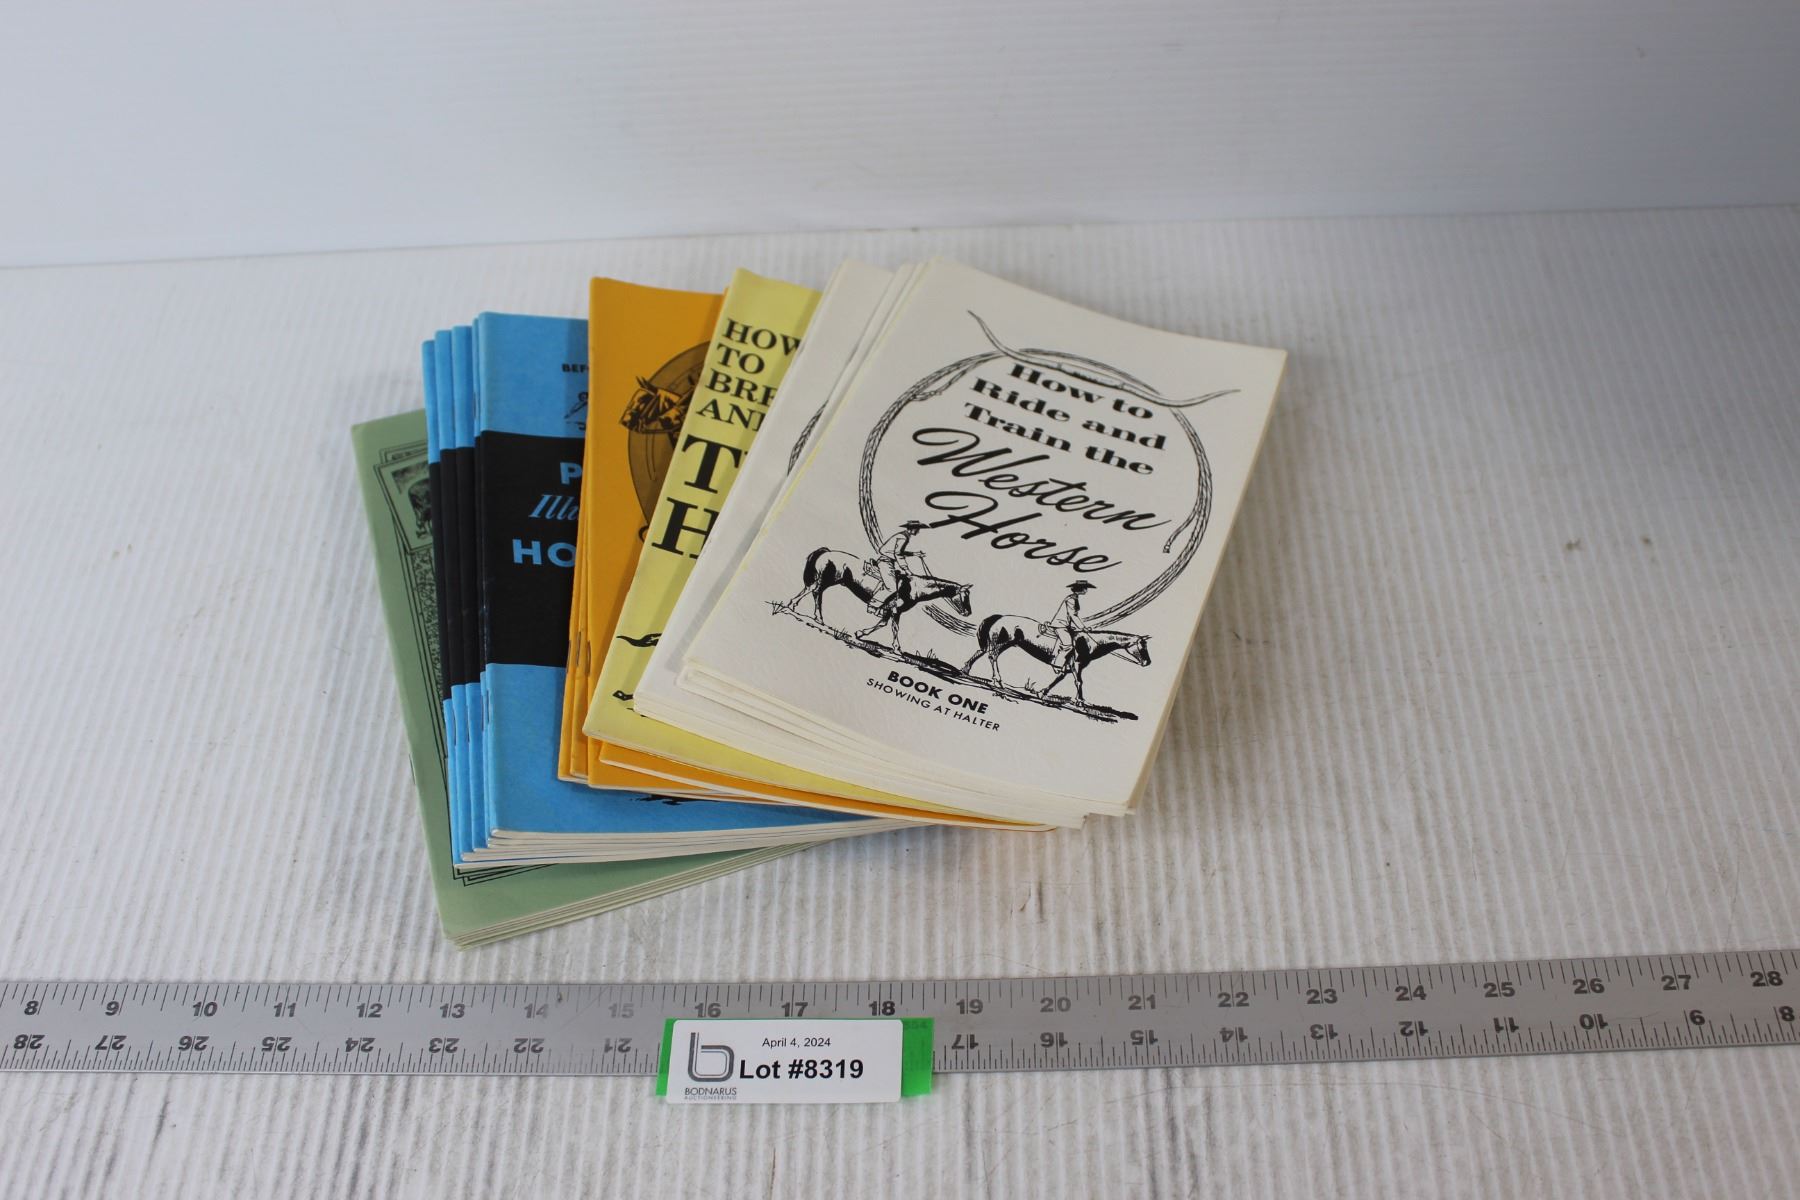 How to
Ride and
Train the
Western
Horse
BOOK ONE
SHOWING AT HALTER
HOW
TO
BRE
AND
T
H
P
Illu
HO
BEF
8 9 10 11 12 13 14 15 16 17 18 19 20 21 22 23 24 25 26 27 28
28 27 26 25 24 23 22 21 17 16 15 14 13 12 11 10 9 8
April 4, 2024
Lot #8319
BODNARUS
AUCTIONEERING